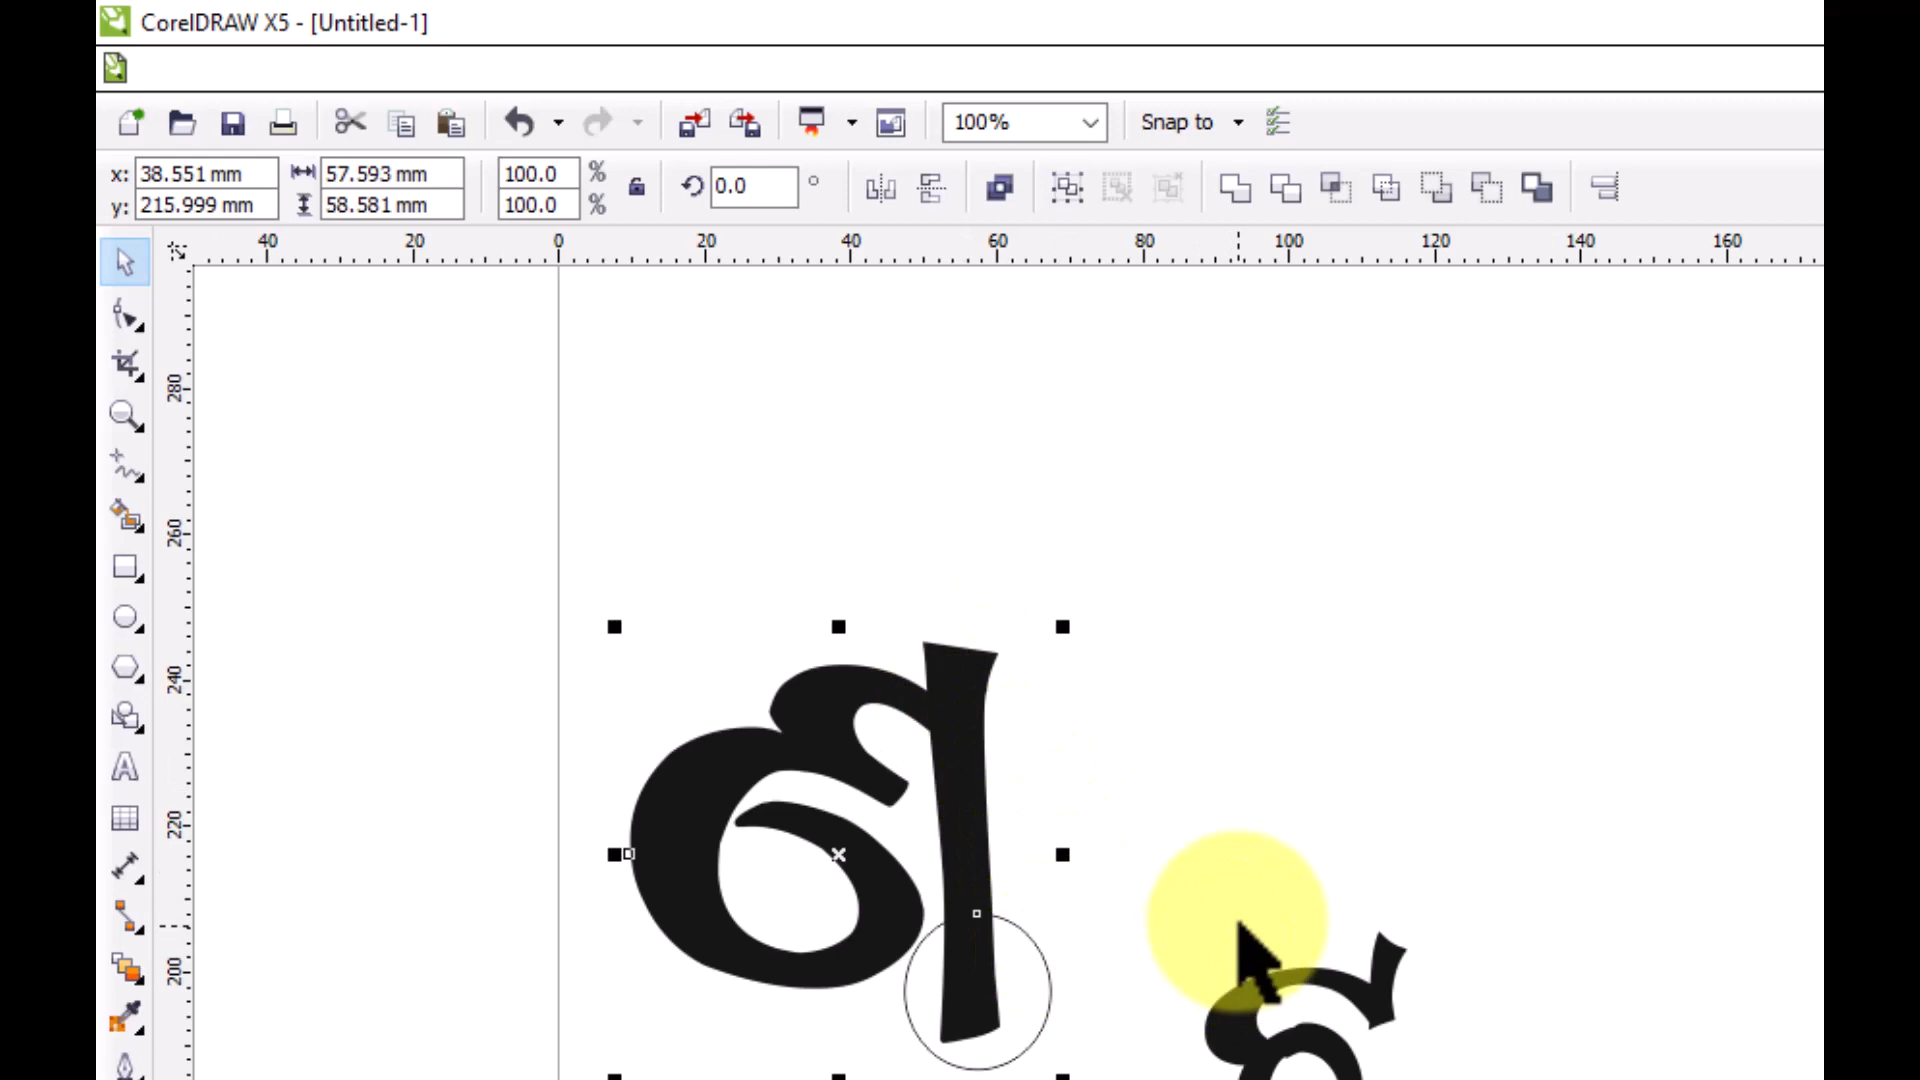 CorelDRAW X5 - [Untitled-1]
100% Snap to
x: 38.551 mm 57.593 mm 100.0 % 0.0 °
y: 215.999 mm 58.581 mm 100.0 %
40 20 0 20 40 60 80 100 120 140 160
280
260
240
220
200